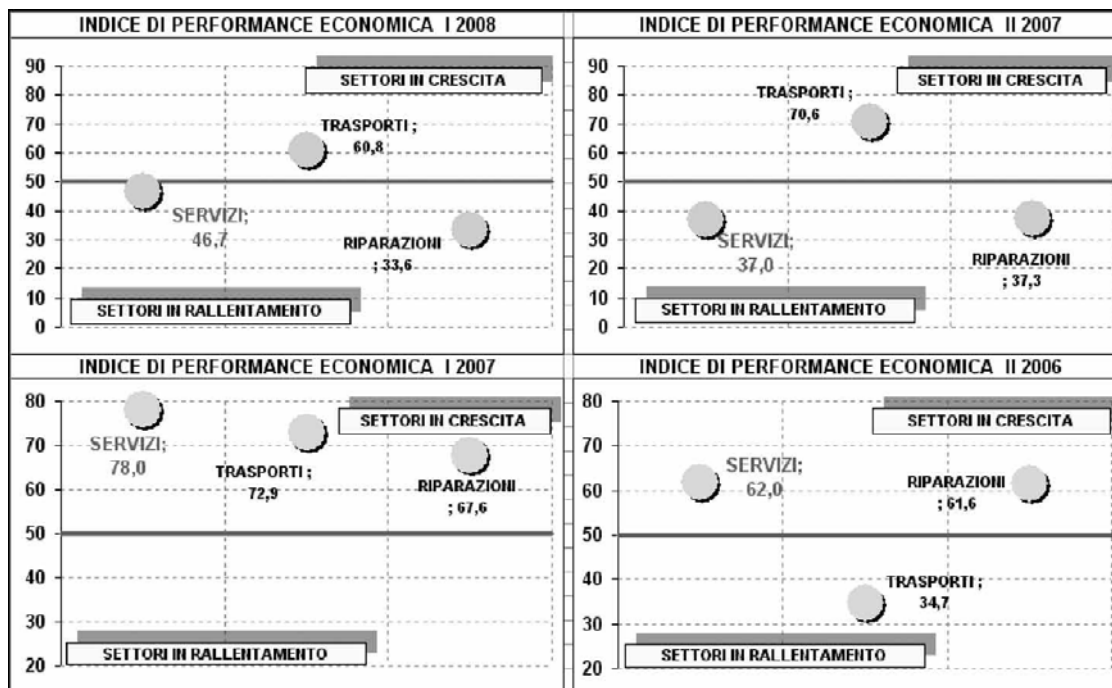 INDICE DI PERFORMANCE ECONOMICA I 2008
90
80
70
60
50
40
30
20
10
0
SETTORI IN CRESCITA
TRASPORTI ;
60,8
SERVIZI;
46,7
RIPARAZIONI
; 33,6
SETTORI IN RALLENTAMENTO
INDICE DI PERFORMANCE ECONOMICA II 2007
90
80
70
60
50
40
30
20
10
0
SETTORI IN CRESCITA
TRASPORTI ;
70,6
SERVIZI;
37,0
RIPARAZIONI
; 37,3
SETTORI IN RALLENTAMENTO
INDICE DI PERFORMANCE ECONOMICA I 2007
80
70
60
50
40
30
20
SETTORI IN CRESCITA
SERVIZI;
78,0
TRASPORTI ;
72,9
RIPARAZIONI
; 67,6
SETTORI IN RALLENTAMENTO
INDICE DI PERFORMANCE ECONOMICA II 2006
80
70
60
50
40
30
20
SETTORI IN CRESCITA
SERVIZI;
62,0
RIPARAZIONI
; 61,6
TRASPORTI ;
34,7
SETTORI IN RALLENTAMENTO